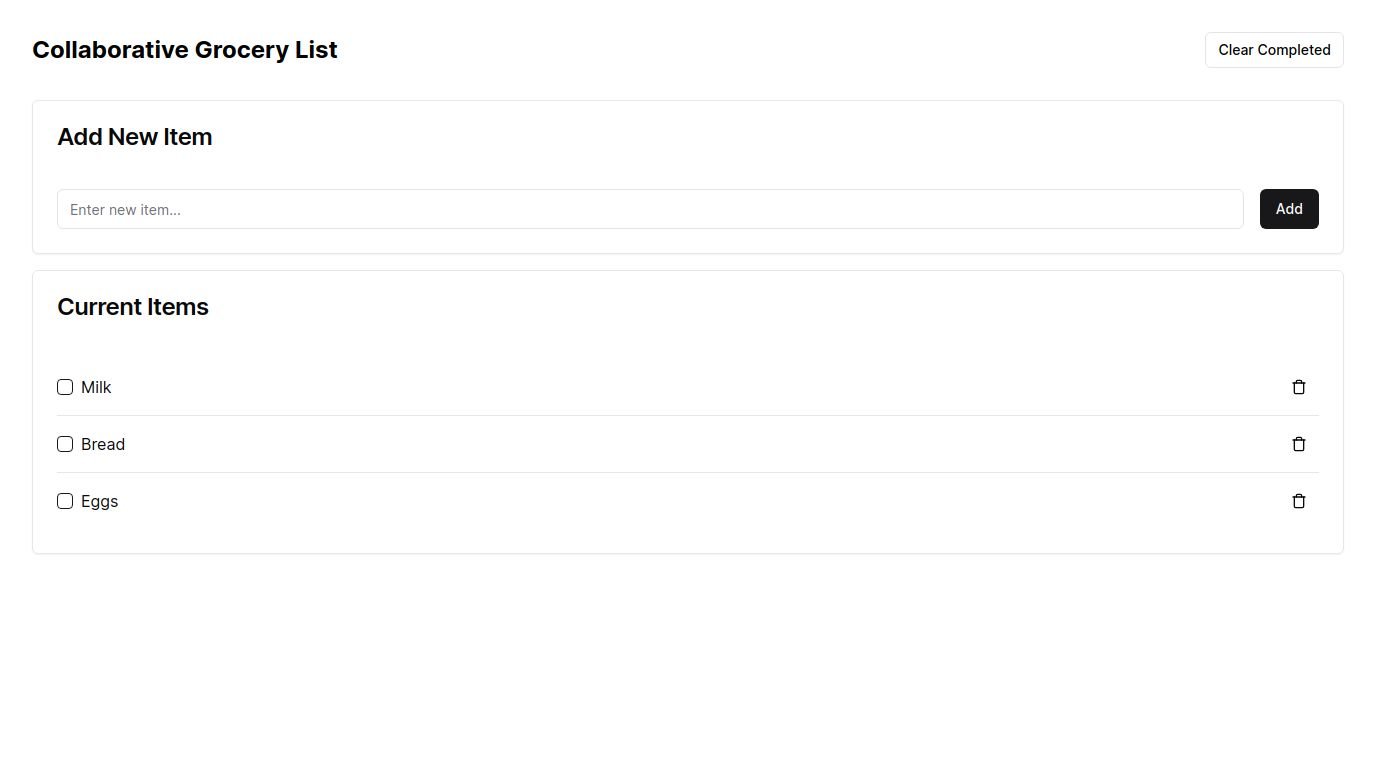 Collaborative Grocery List
Clear Completed
Add New Item
Enter new item...
Add
Current Items
Milk
Bread
Eggs